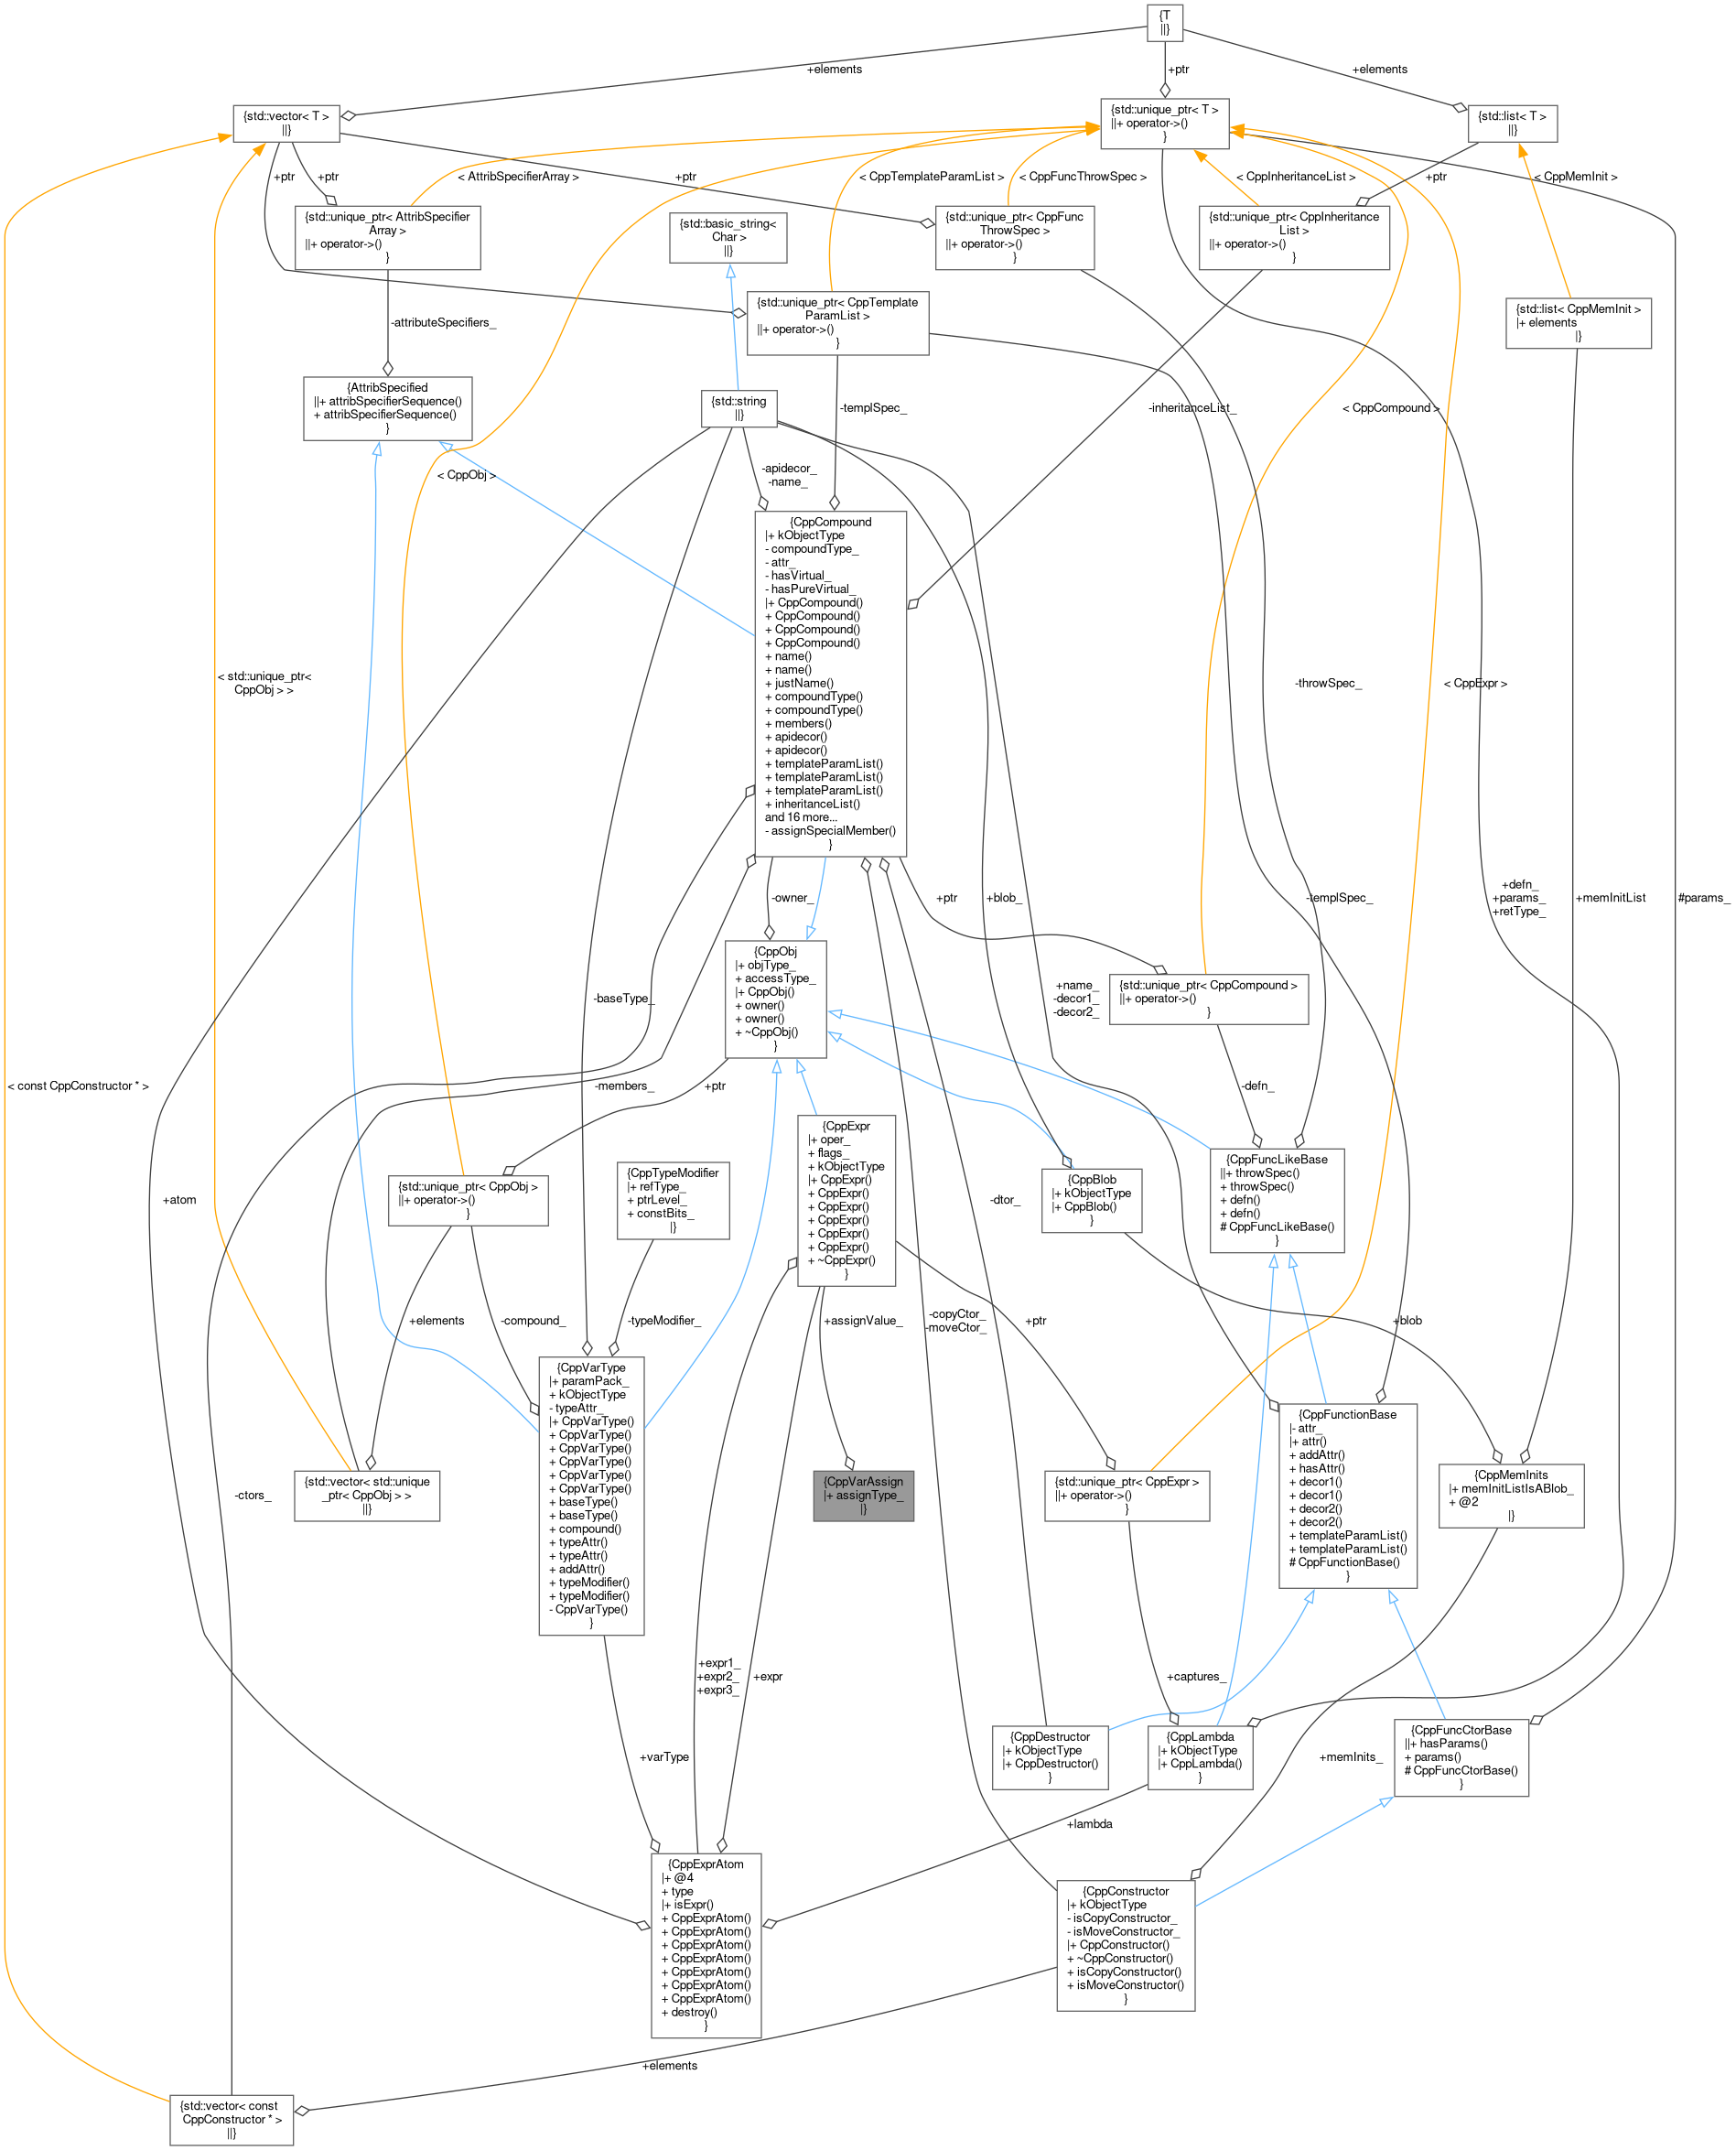 {T
||}
+elements
+ptr
+elements
{std::vector< T >
||}
{std::unique_ptr< T >
||+ operator->()
}
{std::list< T >
||}
+ptr
+ptr
< AttribSpecifierArray >
+ptr
< CppTemplateParamList >
< CppFuncThrowSpec >
< CppInheritanceList >
+ptr
< CppMemInit >
{std::unique_ptr< AttribSpecifier
Array >
||+ operator->()
}
{std::basic_string<
Char >
||}
{std::unique_ptr< CppFunc
ThrowSpec >
||+ operator->()
}
{std::unique_ptr< CppInheritance
List >
||+ operator->()
}
{std::unique_ptr< CppTemplate
ParamList >
||+ operator->()
}
{std::list< CppMemInit >
|+ elements
|}
-attributeSpecifiers_
{AttribSpecified
||+ attribSpecifierSequence()
+ attribSpecifierSequence()
}
{std::string
||}
-templSpec_
-inheritanceList_
< CppCompound >
< CppObj >
-apidecor_
-name_
{CppCompound
|+ kObjectType
- compoundType_
- attr_
- hasVirtual_
- hasPureVirtual_
|+ CppCompound()
+ CppCompound()
+ CppCompound()
+ CppCompound()
+ name()
+ name()
+ justName()
+ compoundType()
+ compoundType()
+ members()
+ apidecor()
+ apidecor()
+ templateParamList()
+ templateParamList()
+ templateParamList()
+ inheritanceList()
and 16 more...
- assignSpecialMember()
}
< std::unique_ptr<
CppObj > >
-throwSpec_
< CppExpr >
-owner_
+ptr
+blob_
-templSpec_
+defn_
+params_
+retType_
+memInitList
#params_
{CppObj
|+ objType_
+ accessType_
|+ CppObj()
+ owner()
+ owner()
+ ~CppObj()
}
-baseType_
+name_
-decor1_
-decor2_
{std::unique_ptr< CppCompound >
||+ operator->()
}
< const CppConstructor * >
-members_
+ptr
-defn_
{CppExpr
|+ oper_
+ flags_
+ kObjectType
|+ CppExpr()
+ CppExpr()
+ CppExpr()
+ CppExpr()
+ CppExpr()
+ CppExpr()
+ ~CppExpr()
}
+atom
{std::unique_ptr< CppObj >
||+ operator->()
}
{CppTypeModifier
|+ refType_
+ ptrLevel_
+ constBits_
|}
-dtor_
{CppBlob
|+ kObjectType
|+ CppBlob()
}
{CppFuncLikeBase
||+ throwSpec()
+ throwSpec()
+ defn()
+ defn()
# CppFuncLikeBase()
}
+elements
-compound_
-typeModifier_
+assignValue_
-copyCtor_
-moveCtor_
+ptr
+blob
{CppVarType
|+ paramPack_
+ kObjectType
- typeAttr_
|+ CppVarType()
+ CppVarType()
+ CppVarType()
+ CppVarType()
+ CppVarType()
+ CppVarType()
+ baseType()
+ baseType()
+ compound()
+ typeAttr()
+ typeAttr()
+ addAttr()
+ typeModifier()
+ typeModifier()
- CppVarType()
}
{CppFunctionBase
|- attr_
|+ attr()
+ addAttr()
+ hasAttr()
+ decor1()
+ decor1()
+ decor2()
+ decor2()
+ templateParamList()
+ templateParamList()
# CppFunctionBase()
}
-ctors_
{std::vector< std::unique
_ptr< CppObj > >
||}
{CppVarAssign
|+ assignType_
|}
{std::unique_ptr< CppExpr >
||+ operator->()
}
{CppMemInits
|+ memInitListIsABlob_
+ @2
|}
+expr1_
+expr2_
+expr3_
+expr
+captures_
+varType
{CppDestructor
|+ kObjectType
|+ CppDestructor()
}
{CppLambda
|+ kObjectType
|+ CppLambda()
}
+memInits_
{CppFuncCtorBase
||+ hasParams()
+ params()
# CppFuncCtorBase()
}
+lambda
{CppExprAtom
|+ @4
+ type
|+ isExpr()
+ CppExprAtom()
+ CppExprAtom()
+ CppExprAtom()
+ CppExprAtom()
+ CppExprAtom()
+ CppExprAtom()
+ CppExprAtom()
+ destroy()
}
{CppConstructor
|+ kObjectType
- isCopyConstructor_
- isMoveConstructor_
|+ CppConstructor()
+ ~CppConstructor()
+ isCopyConstructor()
+ isMoveConstructor()
}
+elements
{std::vector< const
CppConstructor * >
||}